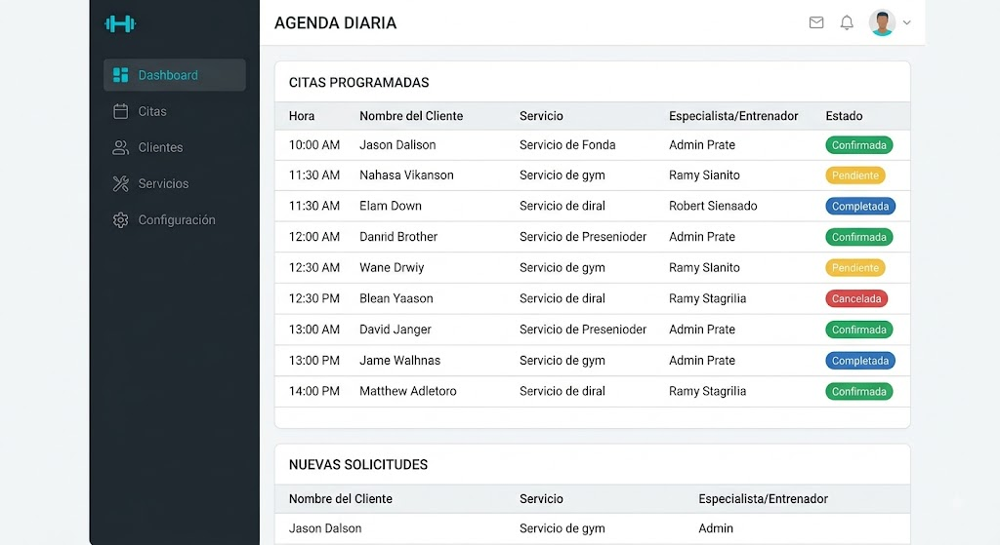 AGENDA DIARIA
Dashboard
Citas
Clientes
Servicios
Configuración
CITAS PROGRAMADAS
Hora Nombre del Cliente Servicio Especialista/Entrenador Estado
10:00 AM Jason Dalison Servicio de Fonda Admin Prate Confirmada
11:30 AM Nahasa Vikanson Servicio de gym Ramy Sianito Pendiente
11:30 AM Elam Down Servicio de diral Robert Siensado Completada
12:00 AM Danrid Brother Servicio de Presenioder Admin Prate Confirmada
12:30 AM Wane Drwiy Servicio de gym Ramy Slanito Pendiente
12:30 PM Blean Yaason Servicio de diral Ramy Stagrilia Cancelada
13:00 AM David Janger Servicio de Presenioder Admin Prate Confirmada
13:00 PM Jame Walhnas Servicio de gym Admin Prate Completada
14:00 PM Matthew Adletoro Servicio de diral Ramy Stagrilia Confirmada
NUEVAS SOLICITUDES
Nombre del Cliente Servicio Especialista/Entrenador
Jason Dalson Servicio de gym Admin